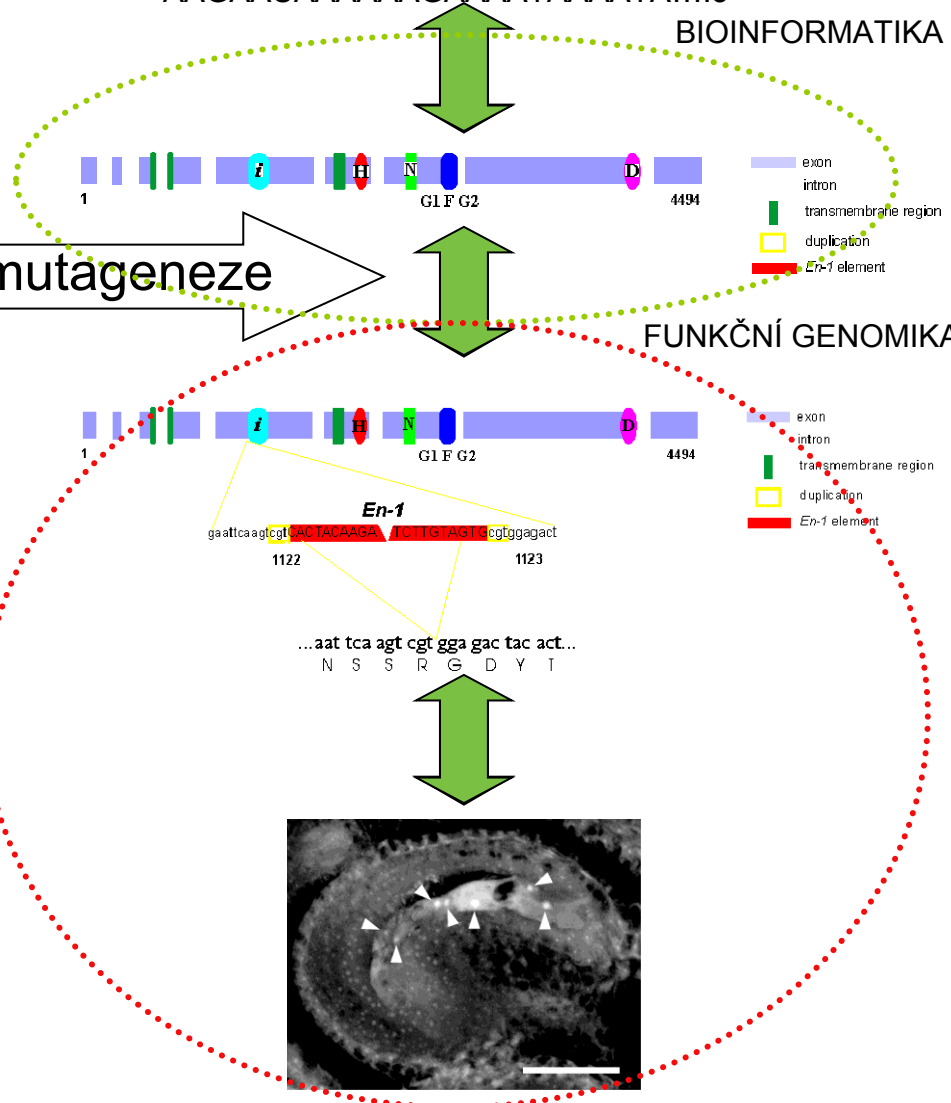 BIOINFORMATIKA
i H N D
G1 F G2
1 4494
exon
intron
transmembrane region
duplication
En-1 element
mutageneze
FUNKČNÍ GENOMIKA
i H N D
G1 F G2
1 4494
exon
intron
transmembrane region
duplication
En-1 element
En-1
gaattcaagtcgtCACTACAAGA TCTTGTAGTGcgtggagact
1122 1123
...aat tca agt cgt gga gac tac act...
N S S R G D Y T